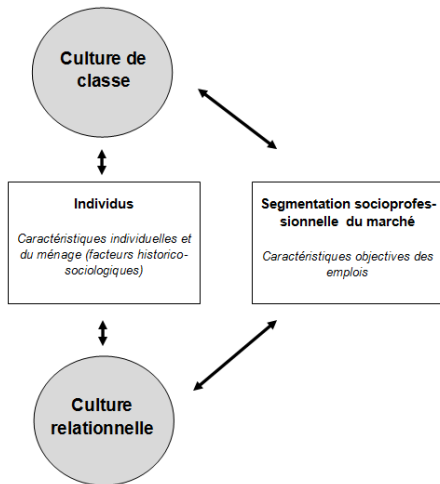 Culture de
classe
Individus
Caractéristiques individuelles et
du ménage (facteurs historico-
sociologiques)
Segmentation socioprofes-
sionnelle du marché
Caractéristiques objectives des
emplois
Culture
relationnelle